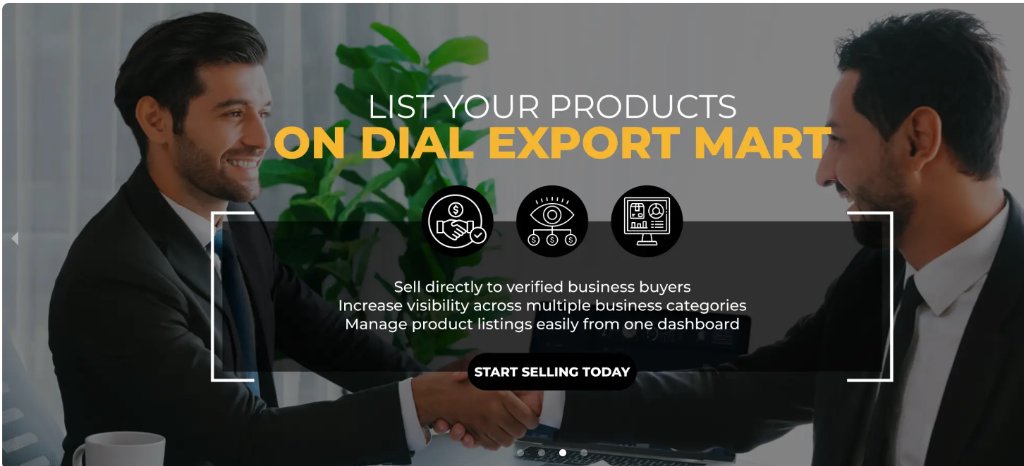 LIST YOUR PRODUCTS
ON DIAL EXPORT MART
Sell directly to verified business buyers
Increase visibility across multiple business categories
Manage product listings easily from one dashboard
START SELLING TODAY